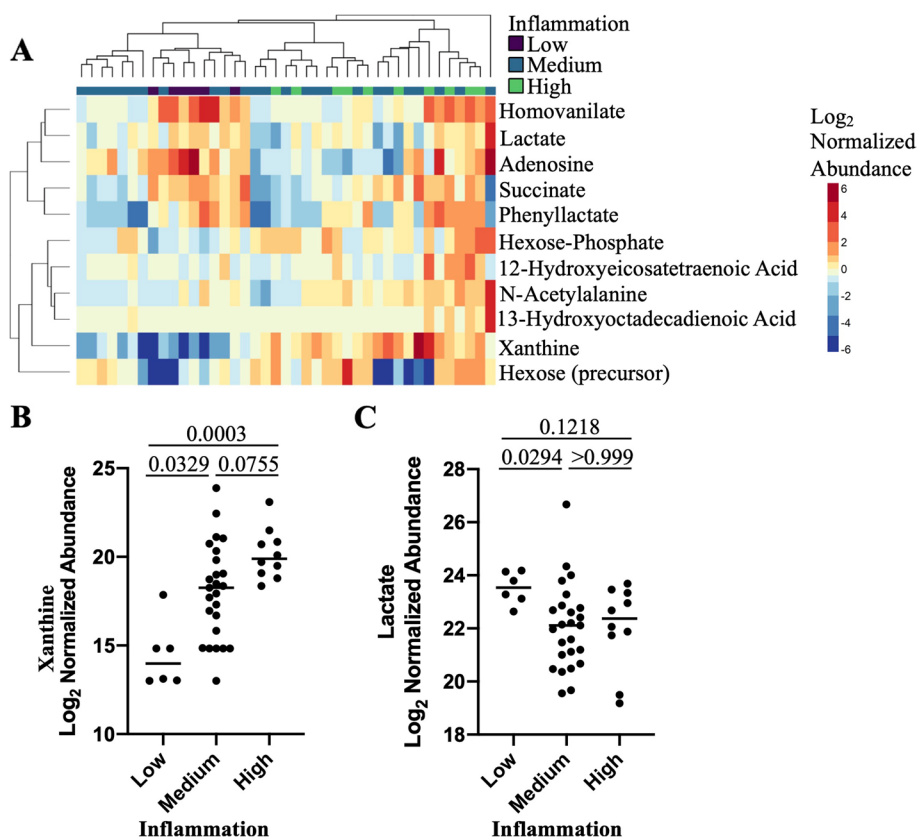 A
Inflammation
Low
Medium
High
Homovanilate
Lactate
Adenosine
Succinate
Phenyllactate
Hexose-Phosphate
12-Hydroxyeicosatetraenoic Acid
N-Acetylalanine
13-Hydroxyoctadecadienoic Acid
Xanthine
Hexose (precursor)
Log2
Normalized
Abundance
6
4
2
0
-2
-4
-6
B
0.0003
0.0329 0.0755
Xanthine
Log2 Normalized Abundance
25
20
15
10
Low
Medium
High
Inflammation
C
0.1218
0.0294 >0.999
Lactate
Log2 Normalized Abundance
28
26
24
22
20
18
Low
Medium
High
Inflammation